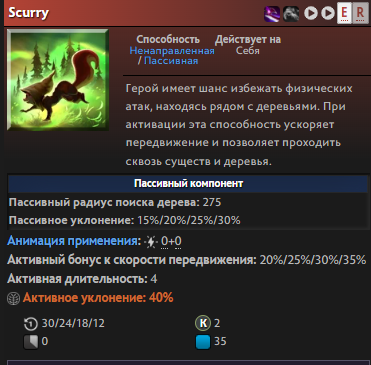 Scurry
E R
Способность
Действует на
Ненаправленная
/ Пассивная
Себя
Герой имеет шанс избежать физических
атак, находясь рядом с деревьями. При
активации эта способность ускоряет
передвижение и позволяет проходить
сквозь существ и деревья.
Пассивный компонент
Пассивный радиус поиска дерева: 275
Пассивное уклонение: 15%/20%/25%/30%
Анимация применения: 0+0
Активный бонус к скорости передвижения: 20%/25%/30%/35%
Активная длительность: 4
Активное уклонение: 40%
30/24/18/12
K 2
0
35